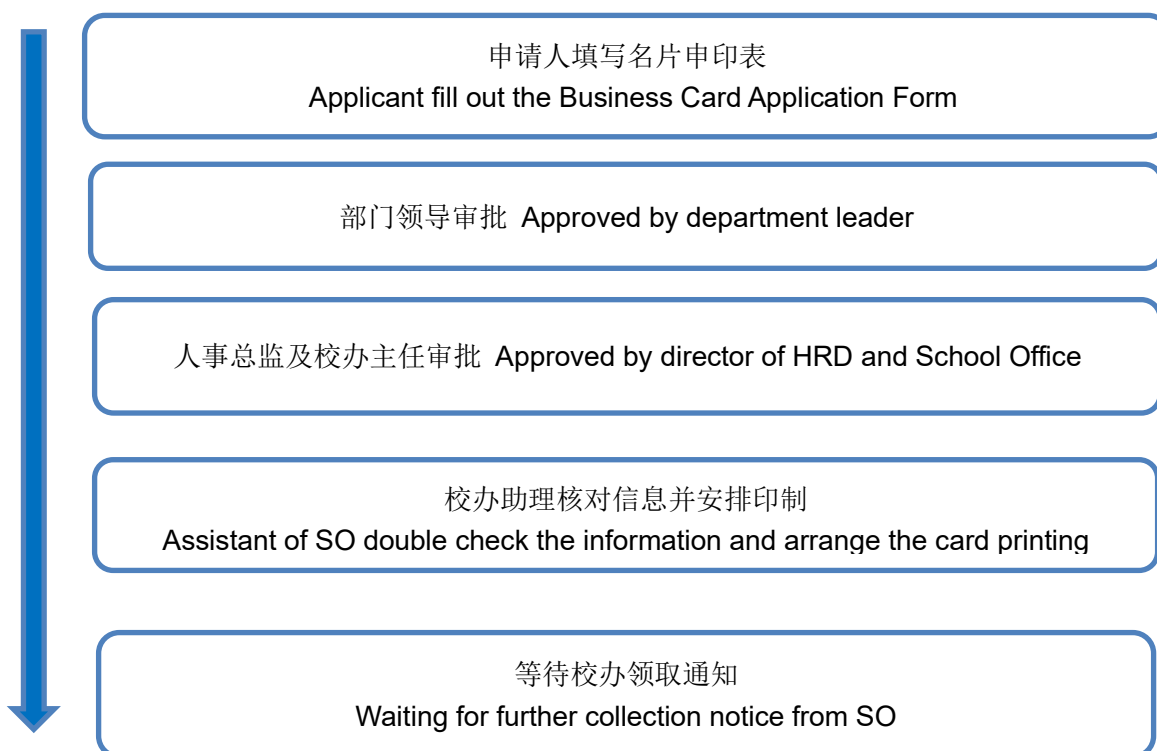 申请人填写名片申印表
Applicant fill out the Business Card Application Form
部门领导审批 Approved by department leader
人事总监及校办主任审批 Approved by director of HRD and School Office
校办助理核对信息并安排印制
Assistant of SO double check the information and arrange the card printing
等待校办领取通知
Waiting for further collection notice from SO